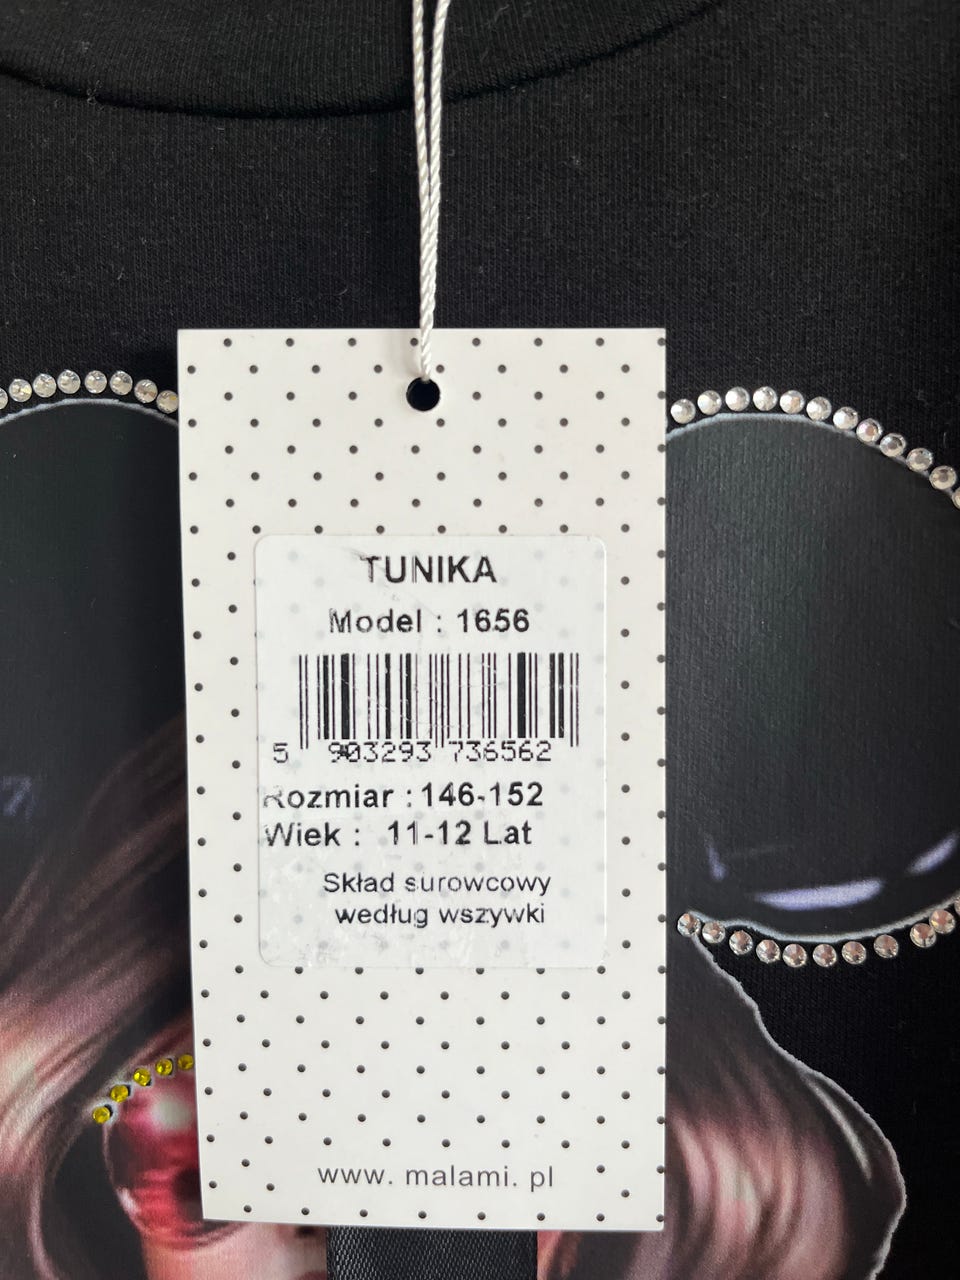 TUNIKA
Model : 1656
5 903293 736562
Rozmiar : 146-152
Wiek : 11-12 Lat
Skład surowcowy
według wszywki
www. malami. pl